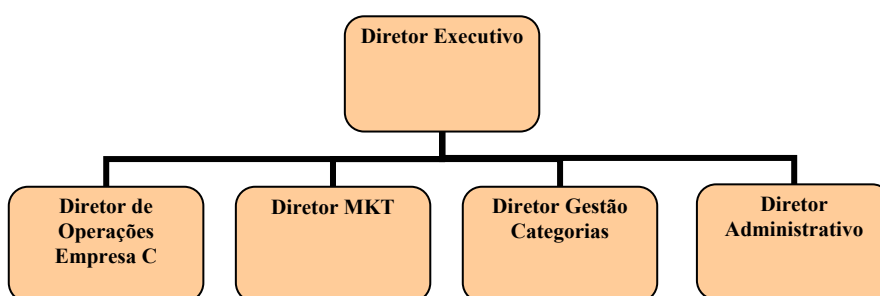 Diretor Executivo
Diretor de
Operações
Empresa C
Diretor MKT
Diretor Gestão
Categorias
Diretor
Administrativo